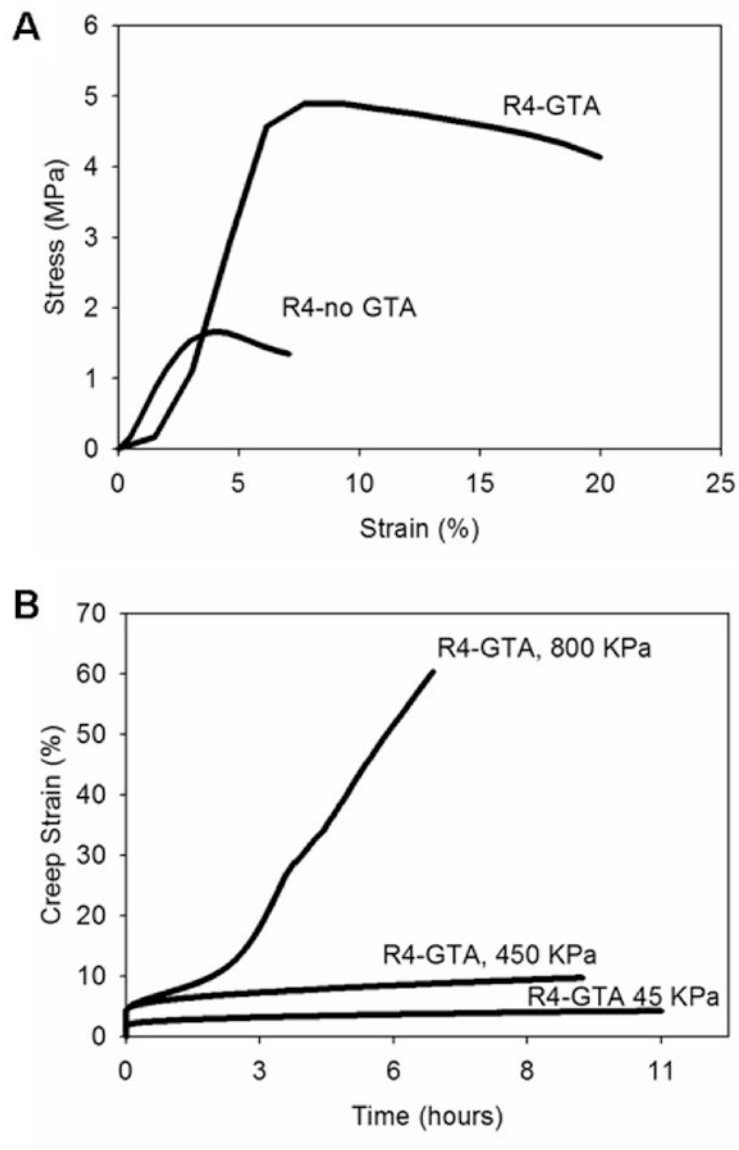 A
6
5
4
3
2
1
0
Stress (MPa)
R4-GTA
R4-no GTA
0 5 10 15 20 25
Strain (%)
B
70
60
50
40
30
20
10
0
Creep Strain (%)
R4-GTA, 800 KPa
R4-GTA, 450 KPa
R4-GTA 45 KPa
0 3 6 8 11
Time (hours)